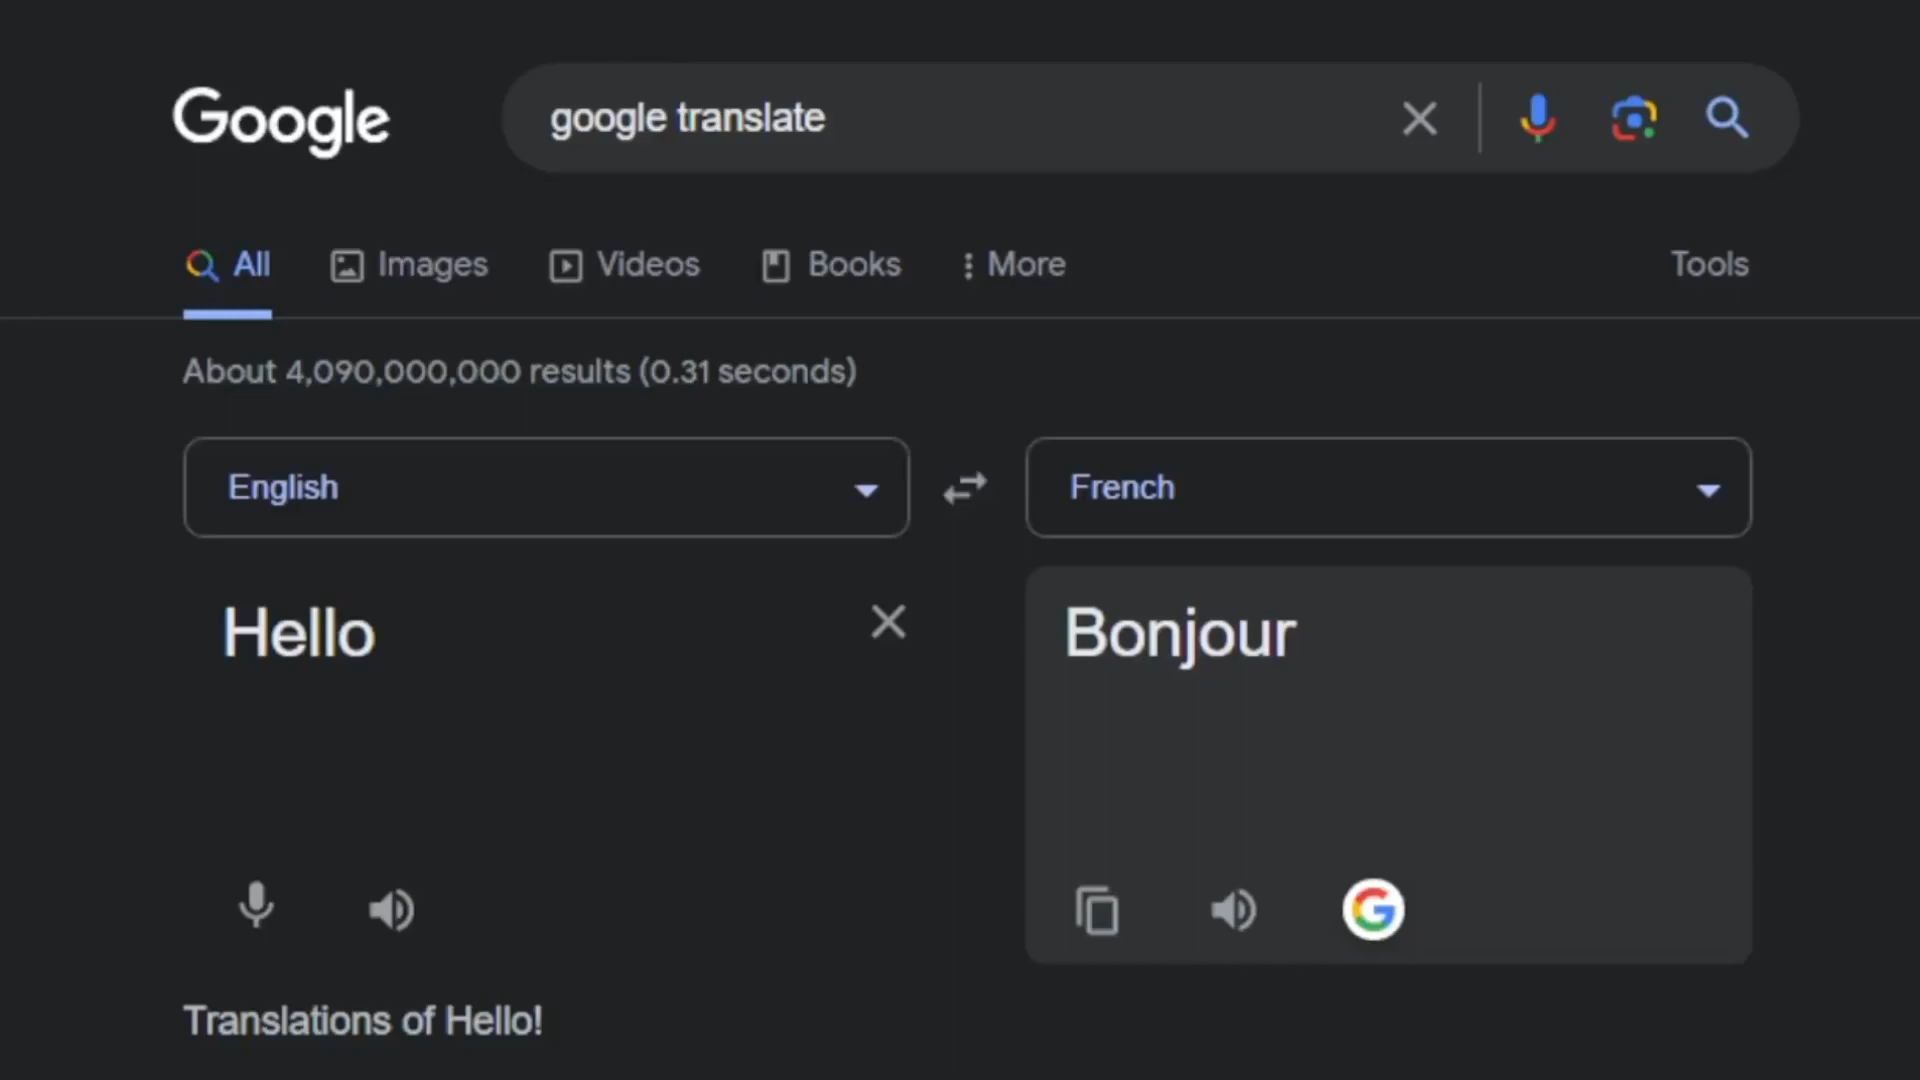 Google
google translate
All Images Videos Books More Tools
About 4,090,000,000 results (0.31 seconds)
English French
Hello Bonjour
G
Translations of Hello!